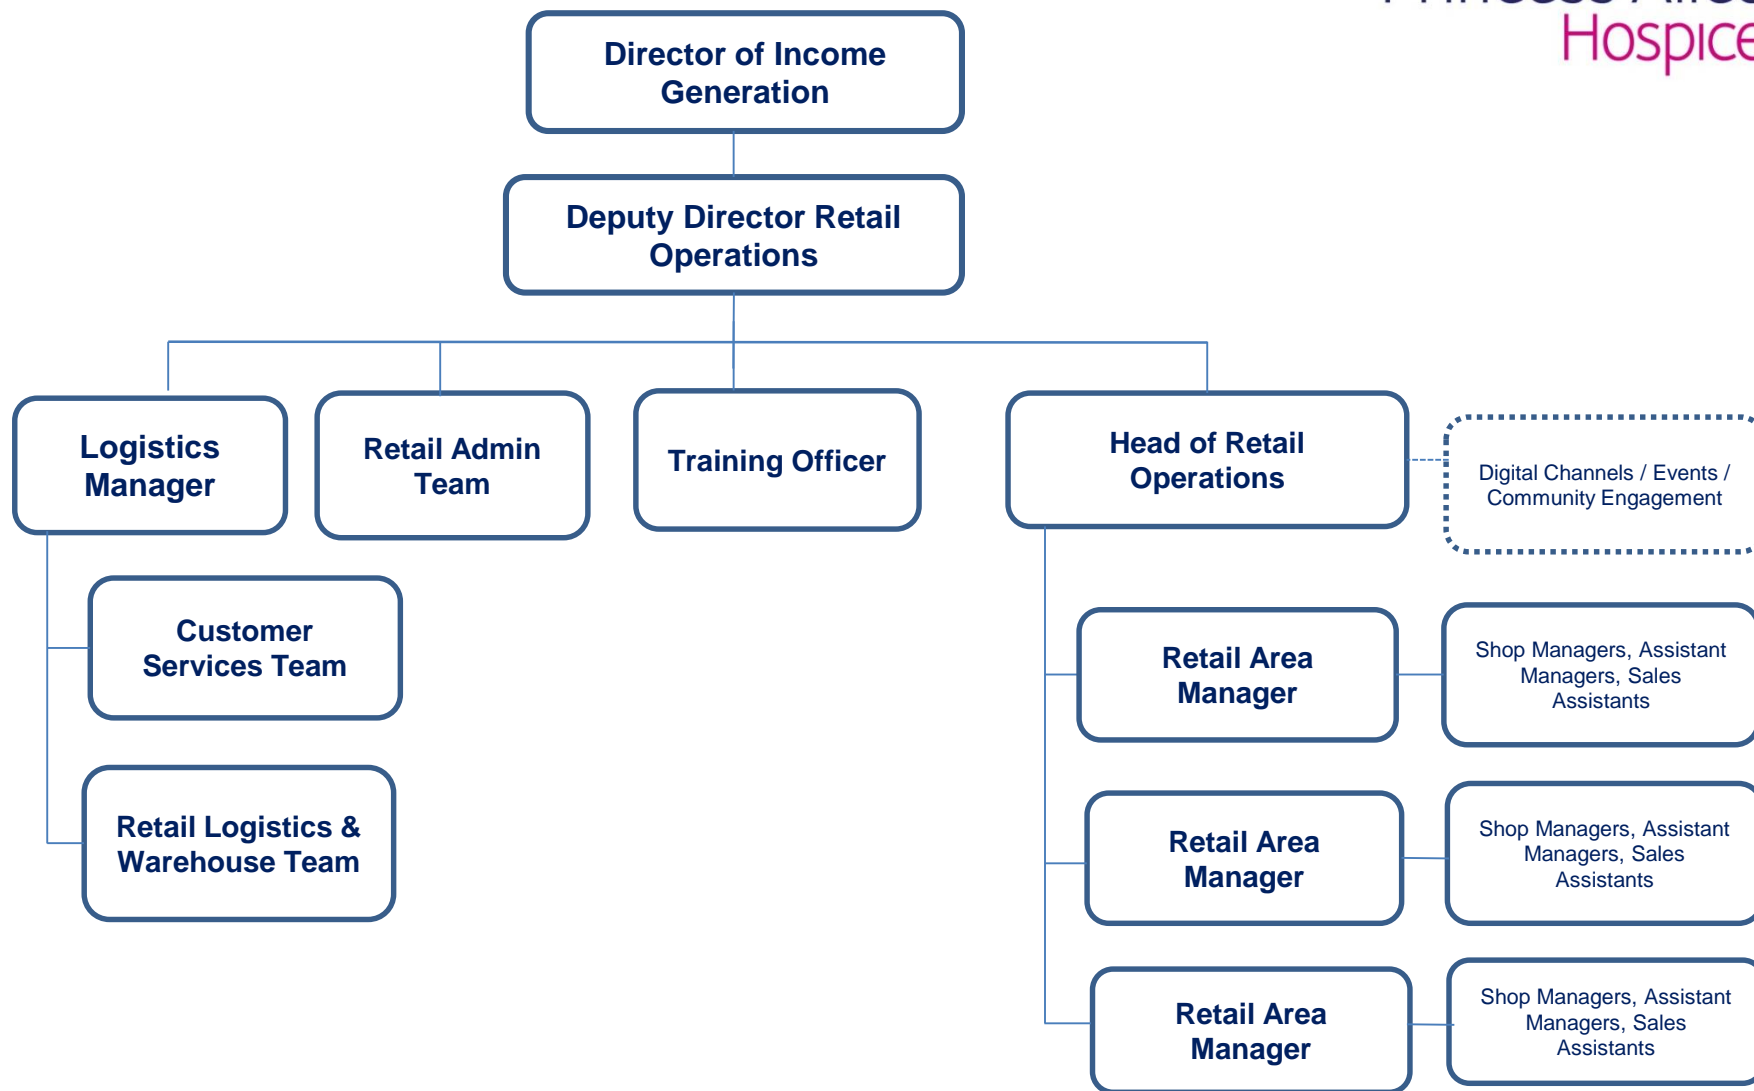 Hospice
Director of Income
Generation
Deputy Director Retail
Operations
Logistics
Manager
Retail Admin
Team
Training Officer
Head of Retail
Operations
Digital Channels / Events /
Community Engagement
Customer
Services Team
Retail Logistics &
Warehouse Team
Retail Area
Manager
Shop Managers, Assistant
Managers, Sales
Assistants
Retail Area
Manager
Shop Managers, Assistant
Managers, Sales
Assistants
Retail Area
Manager
Shop Managers, Assistant
Managers, Sales
Assistants